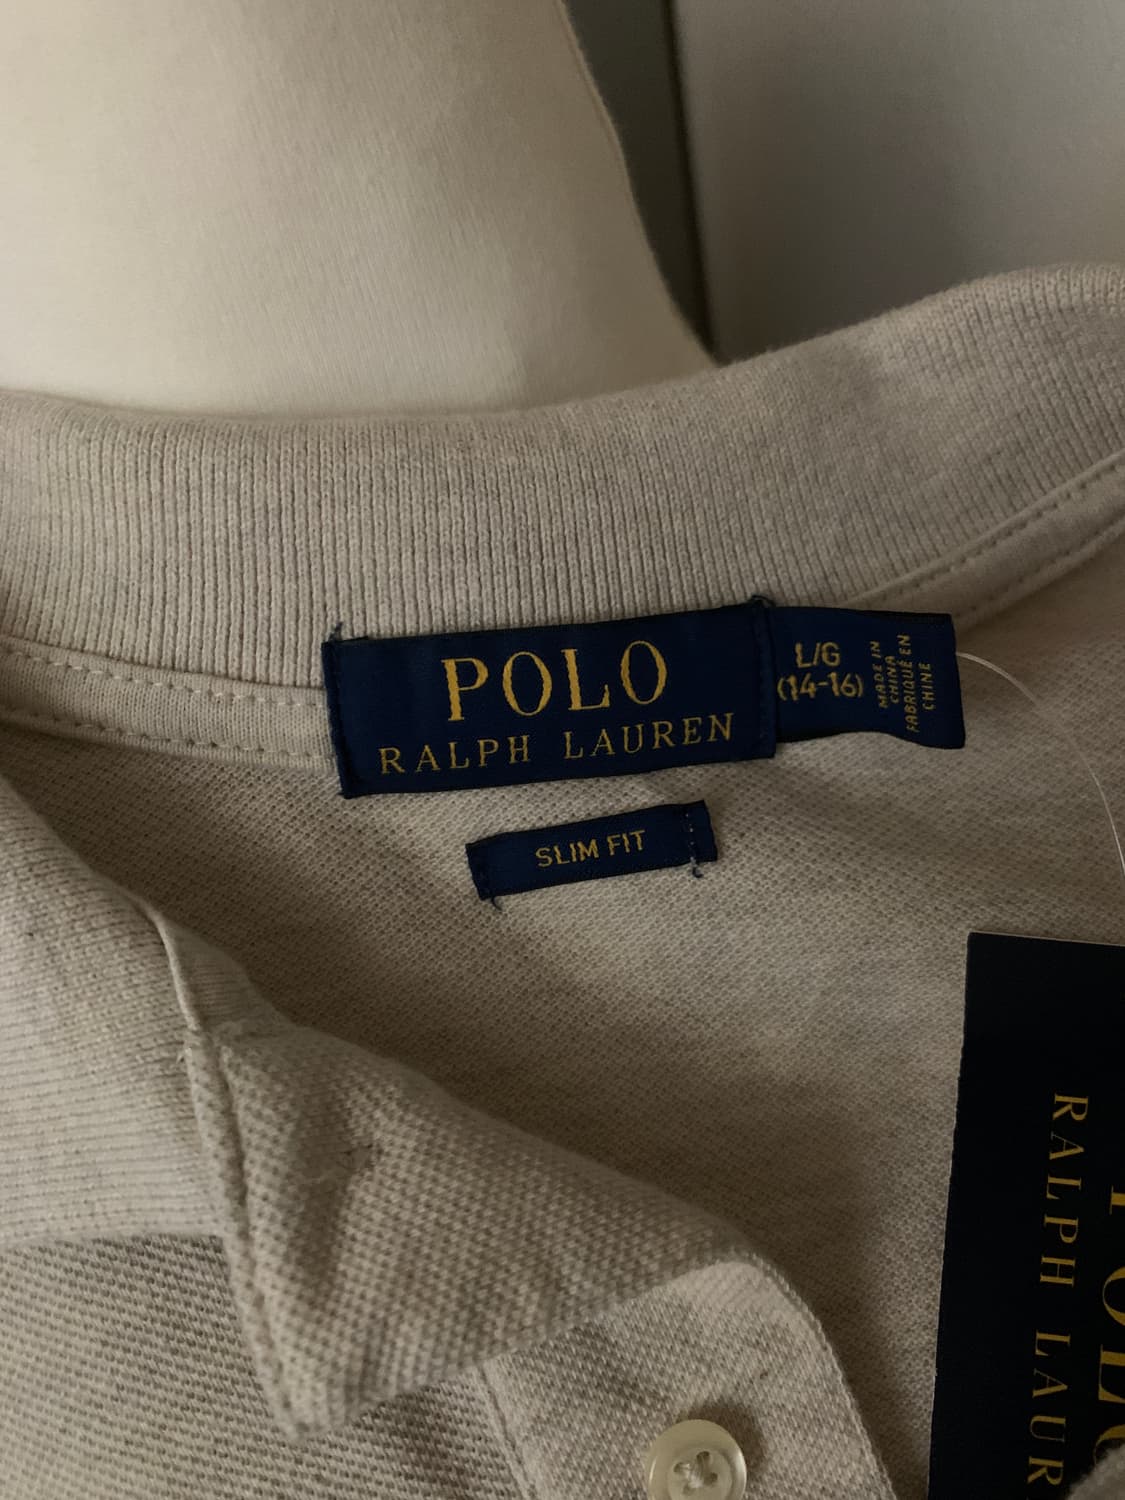 POLO
RALPH LAUREN
L/G
(14-16)
MADE IN
CHINA
FABRIQUÉ EN
CHINE
SLIM FIT
RALPH LAUR